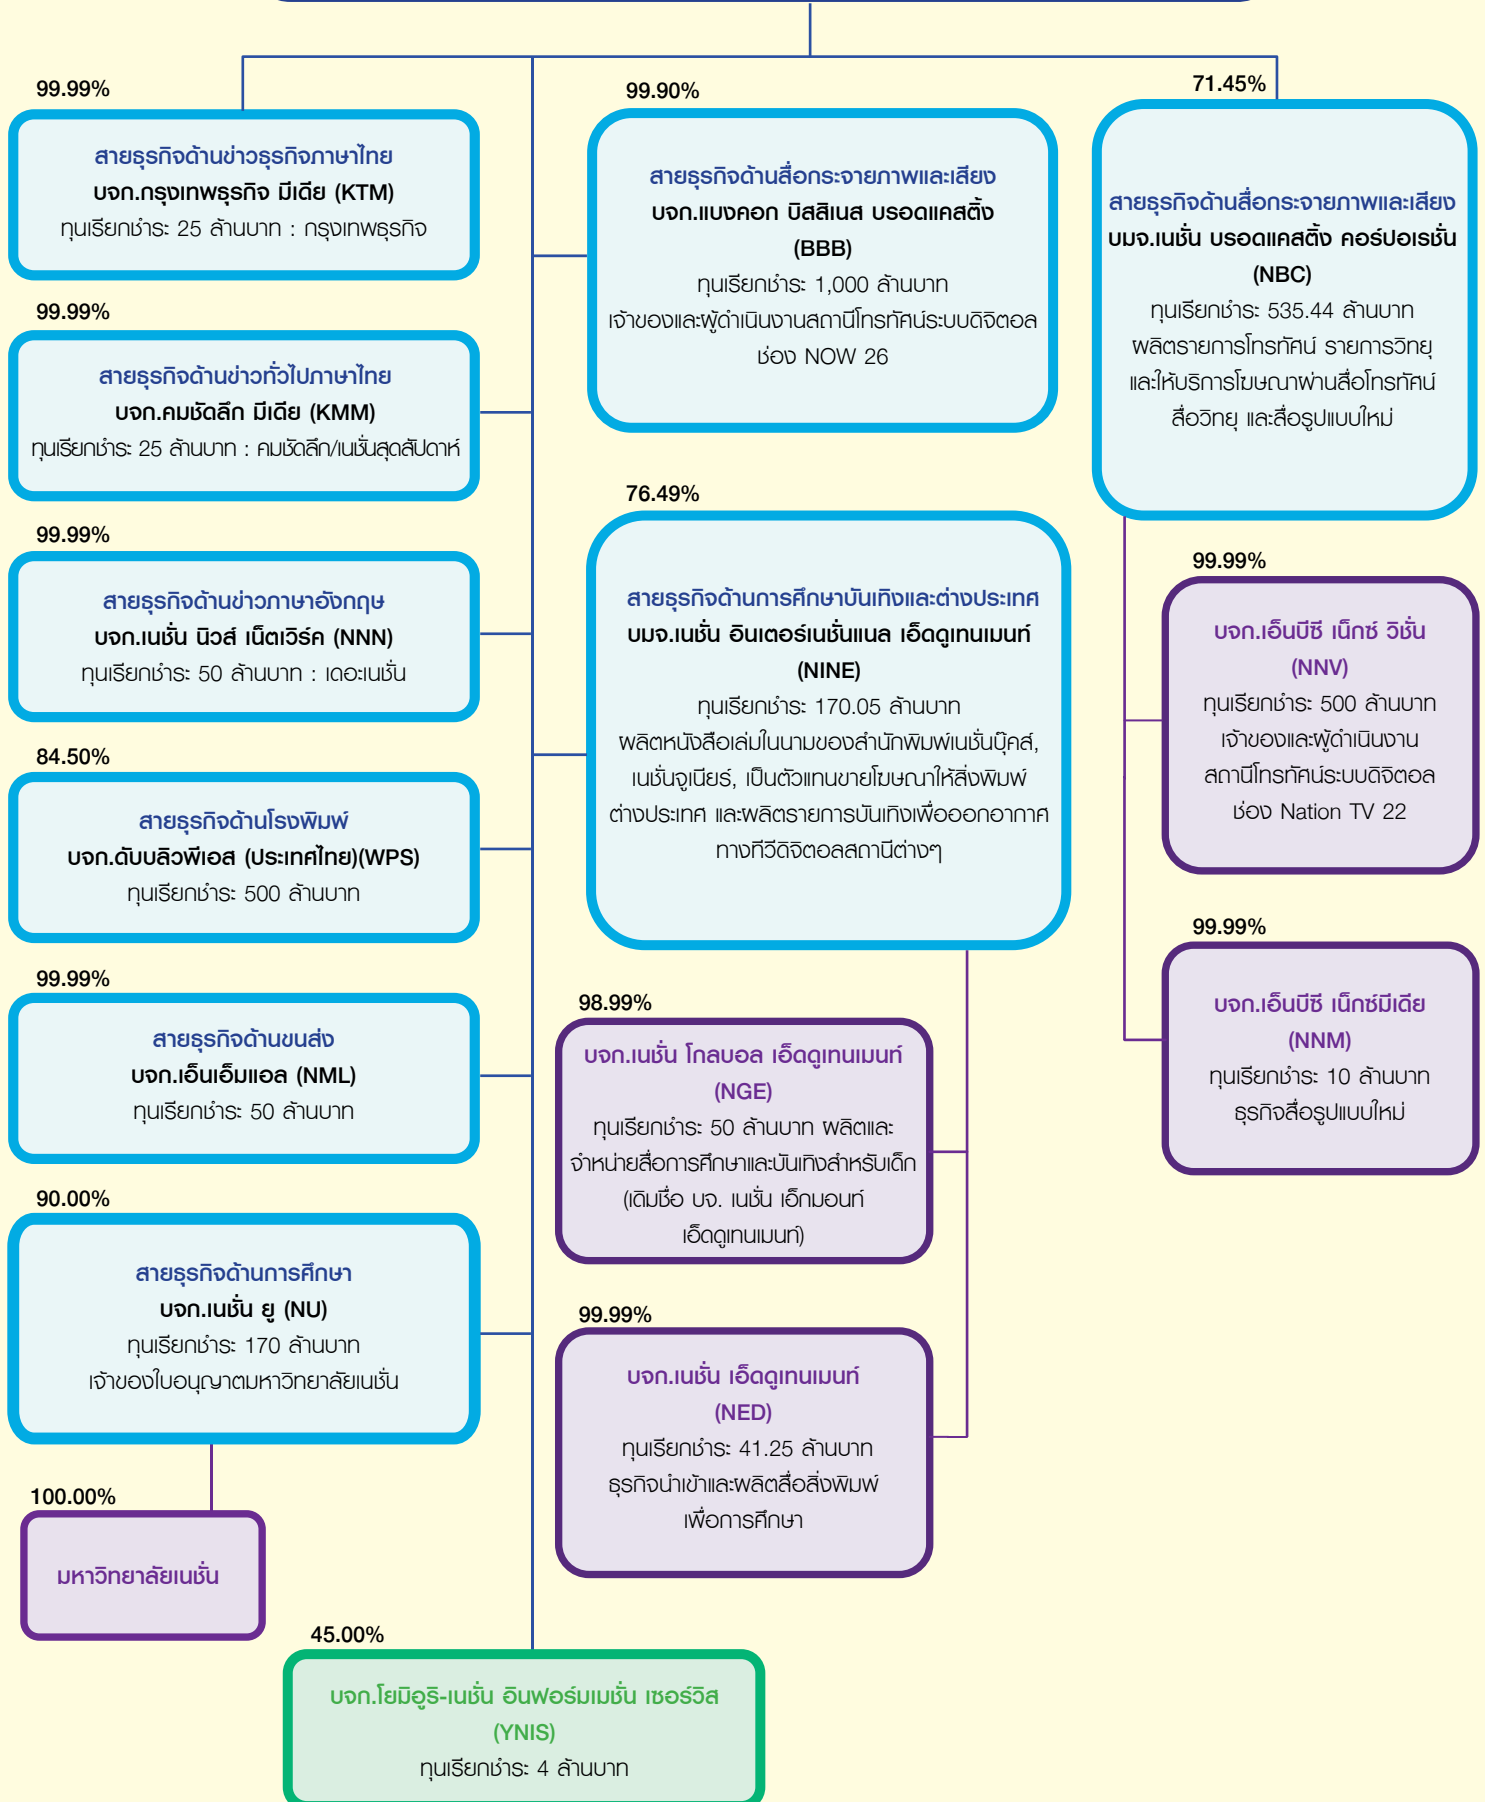 99.99%
สายธุรกิจด้านข่าวธุรกิจภาษาไทย
บจก.กรุงเทพธุรกิจ มีเดีย (KTM)
ทุนเรียกชำระ 25 ล้านบาท : กรุงเทพธุรกิจ
99.99%
สายธุรกิจด้านข่าวทั่วไปภาษาไทย
บจก.คมชัดลึก มีเดีย (KMM)
ทุนเรียกชำระ 25 ล้านบาท : คมชัดลึก/เนชั่นสุดสัปดาห์
99.99%
สายธุรกิจด้านข่าวภาษาอังกฤษ
บจก.เนชั่น นิวส์ เน็ตเวิร์ค (NNN)
ทุนเรียกชำระ 50 ล้านบาท : เดอะเนชั่น
84.50%
สายธุรกิจด้านโรงพิมพ์
บจก.ดับบลิวพีเอส (ประเทศไทย)(WPS)
ทุนเรียกชำระ 500 ล้านบาท
99.99%
สายธุรกิจด้านขนส่ง
บจก.เอ็นเอ็มแอล (NML)
ทุนเรียกชำระ 50 ล้านบาท
90.00%
สายธุรกิจด้านการศึกษา
บจก.เนชั่น ยู (NU)
ทุนเรียกชำระ 170 ล้านบาท
เจ้าของใบอนุญาตมหาวิทยาลัยเนชั่น
100.00%
มหาวิทยาลัยเนชั่น
99.90%
สายธุรกิจด้านสื่อกระจายภาพและเสียง
บจก.แบงคอก บิสสิเนส บรอดแคสติ้ง
(BBB)
ทุนเรียกชำระ 1,000 ล้านบาท
เจ้าของและผู้ดำเนินงานสถานีโทรทัศน์ระบบดิจิตอล
ช่อง NOW 26
76.49%
สายธุรกิจด้านการศึกษาบันเทิงและต่างประเทศ
บมจ.เนชั่น อินเตอร์เนชั่นแนล เอ็ดดูเทนเมนท์
(NINE)
ทุนเรียกชำระ 170.05 ล้านบาท
ผลิตหนังสือเล่มในนามของสำนักพิมพ์เนชั่นบุ๊คส์,
เนชั่นจูเนียร์, เป็นตัวแทนขายโฆษณาให้สิ่งพิมพ์
ต่างประเทศ และผลิตรายการบันเทิงเพื่อออกอากาศ
ทางทีวีดิจิตอลสถานีต่างๆ
98.99%
บจก.เนชั่น โกลบอล เอ็ดดูเทนเมนท์
(NGE)
ทุนเรียกชำระ 50 ล้านบาท ผลิตและ
จำหน่ายสื่อการศึกษาและบันเทิงสำหรับเด็ก
(เดิมชื่อ บจ. เนชั่น เอ็กมอนท์
เอ็ดดูเทนเมนท์)
99.99%
บจก.เนชั่น เอ็ดดูเทนเมนท์
(NED)
ทุนเรียกชำระ 41.25 ล้านบาท
ธุรกิจนำเข้าและผลิตสื่อสิ่งพิมพ์
เพื่อการศึกษา
71.45%
สายธุรกิจด้านสื่อกระจายภาพและเสียง
บมจ.เนชั่น บรอดแคสติ้ง คอร์ปอเรชั่น
(NBC)
ทุนเรียกชำระ 535.44 ล้านบาท
ผลิตรายการโทรทัศน์ รายการวิทยุ
และให้บริการโฆษณาผ่านสื่อโทรทัศน์
สื่อวิทยุ และสื่อรูปแบบใหม่
99.99%
บจก.เอ็นบีซี เน็กซ์ วิชั่น
(NNV)
ทุนเรียกชำระ 500 ล้านบาท
เจ้าของและผู้ดำเนินงาน
สถานีโทรทัศน์ระบบดิจิตอล
ช่อง Nation TV 22
99.99%
บจก.เอ็นบีซี เน็กซ์มีเดีย
(NNM)
ทุนเรียกชำระ 10 ล้านบาท
ธุรกิจสื่อรูปแบบใหม่
45.00%
บจก.โยมิอูริ-เนชั่น อินฟอร์มเมชั่น เซอร์วิส
(YNIS)
ทุนเรียกชำระ 4 ล้านบาท